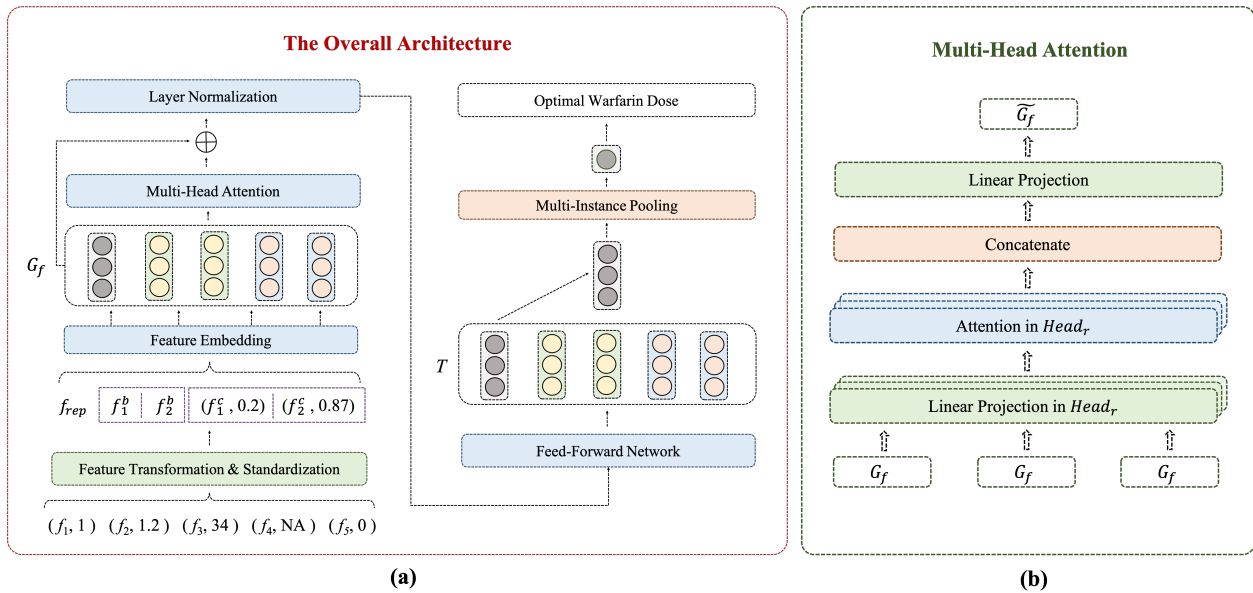 The Overall Architecture
Layer Normalization
Multi-Head Attention
G_f
Feature Embedding
f_rep f_1^b f_2^b (f_1^c , 0.2) (f_2^c , 0.87)
Feature Transformation & Standardization
(f_1, 1) (f_2, 1.2) (f_3, 34) (f_4, NA) (f_5, 0)
Optimal Warfarin Dose
Multi-Instance Pooling
T
Feed-Forward Network
(a)
Multi-Head Attention
G̃_f
Linear Projection
Concatenate
Attention in Head_r
Linear Projection in Head_r
G_f G_f G_f
(b)